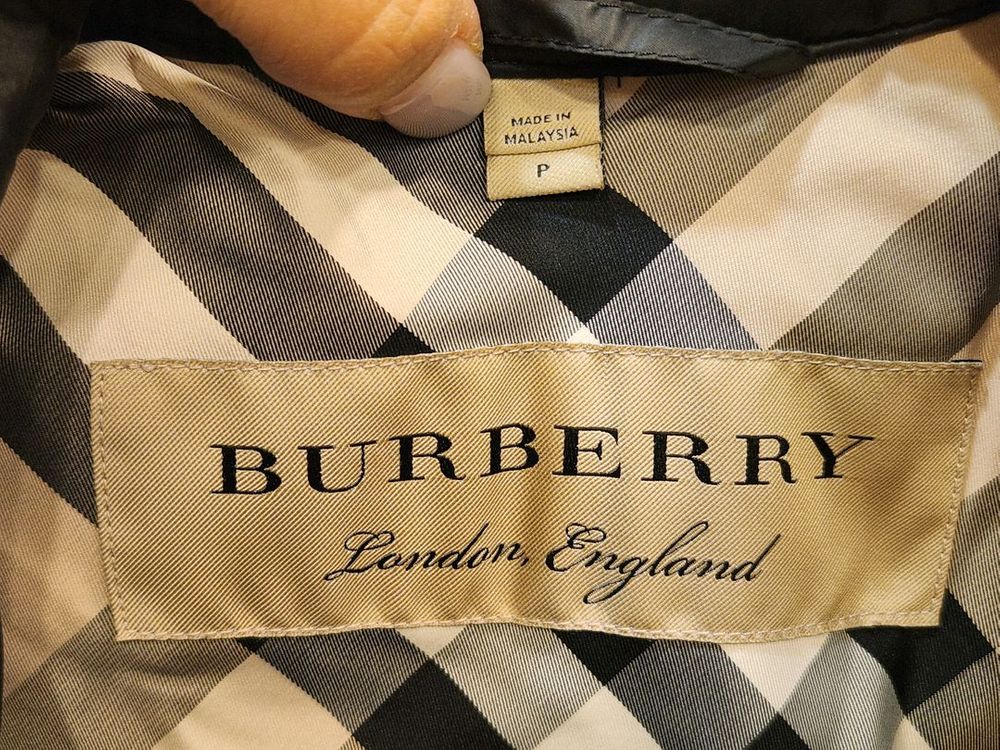 MADE IN
MALAYSIA
P
BURBERRY
London, England